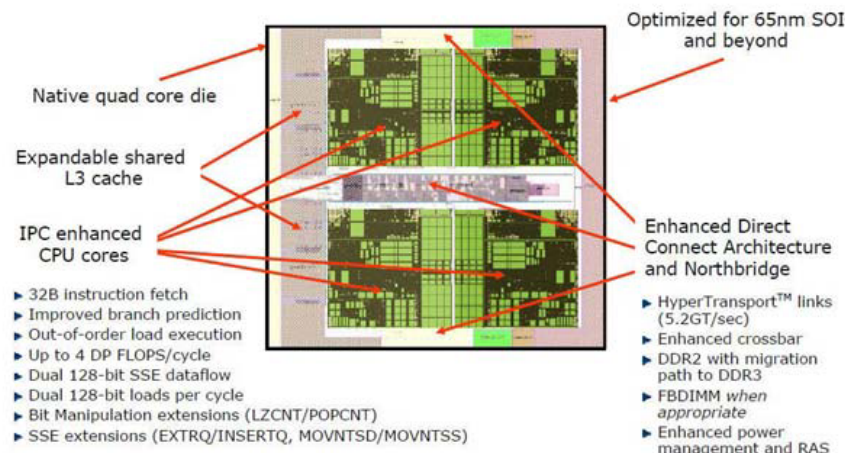 Optimized for 65nm SOI
and beyond
Native quad core die
Expandable shared
L3 cache
IPC enhanced
CPU cores
▸ 32B instruction fetch
▸ Improved branch prediction
▸ Out-of-order load execution
▸ Up to 4 DP FLOPS/cycle
▸ Dual 128-bit SSE dataflow
▸ Dual 128-bit loads per cycle
▸ Bit Manipulation extensions (LZCNT/POPCNT)
▸ SSE extensions (EXTRQ/INSERTQ, MOVNTSD/MOVNTSS)
Enhanced Direct
Connect Architecture
and Northbridge
▸ HyperTransport™ links
(5.2GT/sec)
▸ Enhanced crossbar
▸ DDR2 with migration
path to DDR3
▸ FBDIMM when
appropriate
▸ Enhanced power
management and RAS